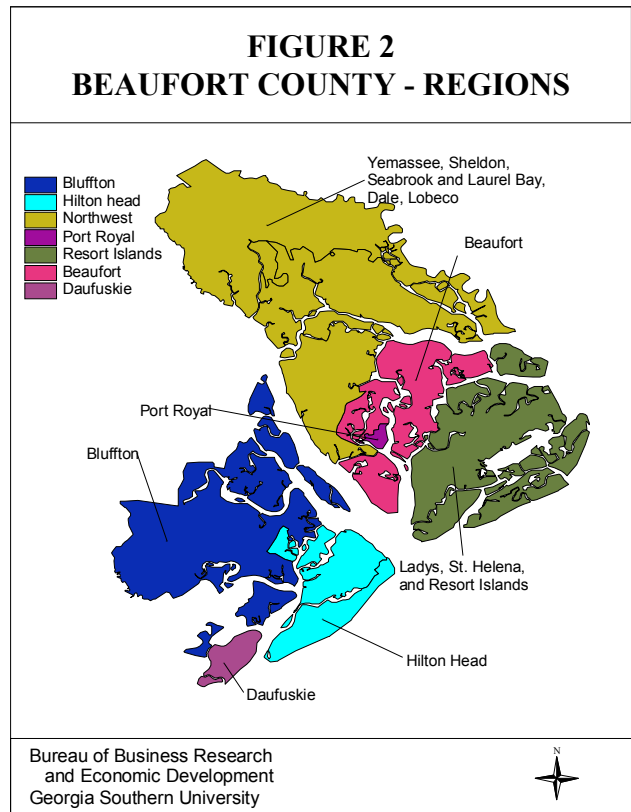 FIGURE 2
BEAUFORT COUNTY - REGIONS
Bluffton
Hilton head
Northwest
Port Royal
Resort Islands
Beaufort
Daufuskie
Yemassee, Sheldon,
Seabrook and Laurel Bay,
Dale, Lobeco
Beaufort
Port Royal
Bluffton
Ladys, St. Helena,
and Resort Islands
Hilton Head
Daufuskie
Bureau of Business Research
and Economic Development
Georgia Southern University
N